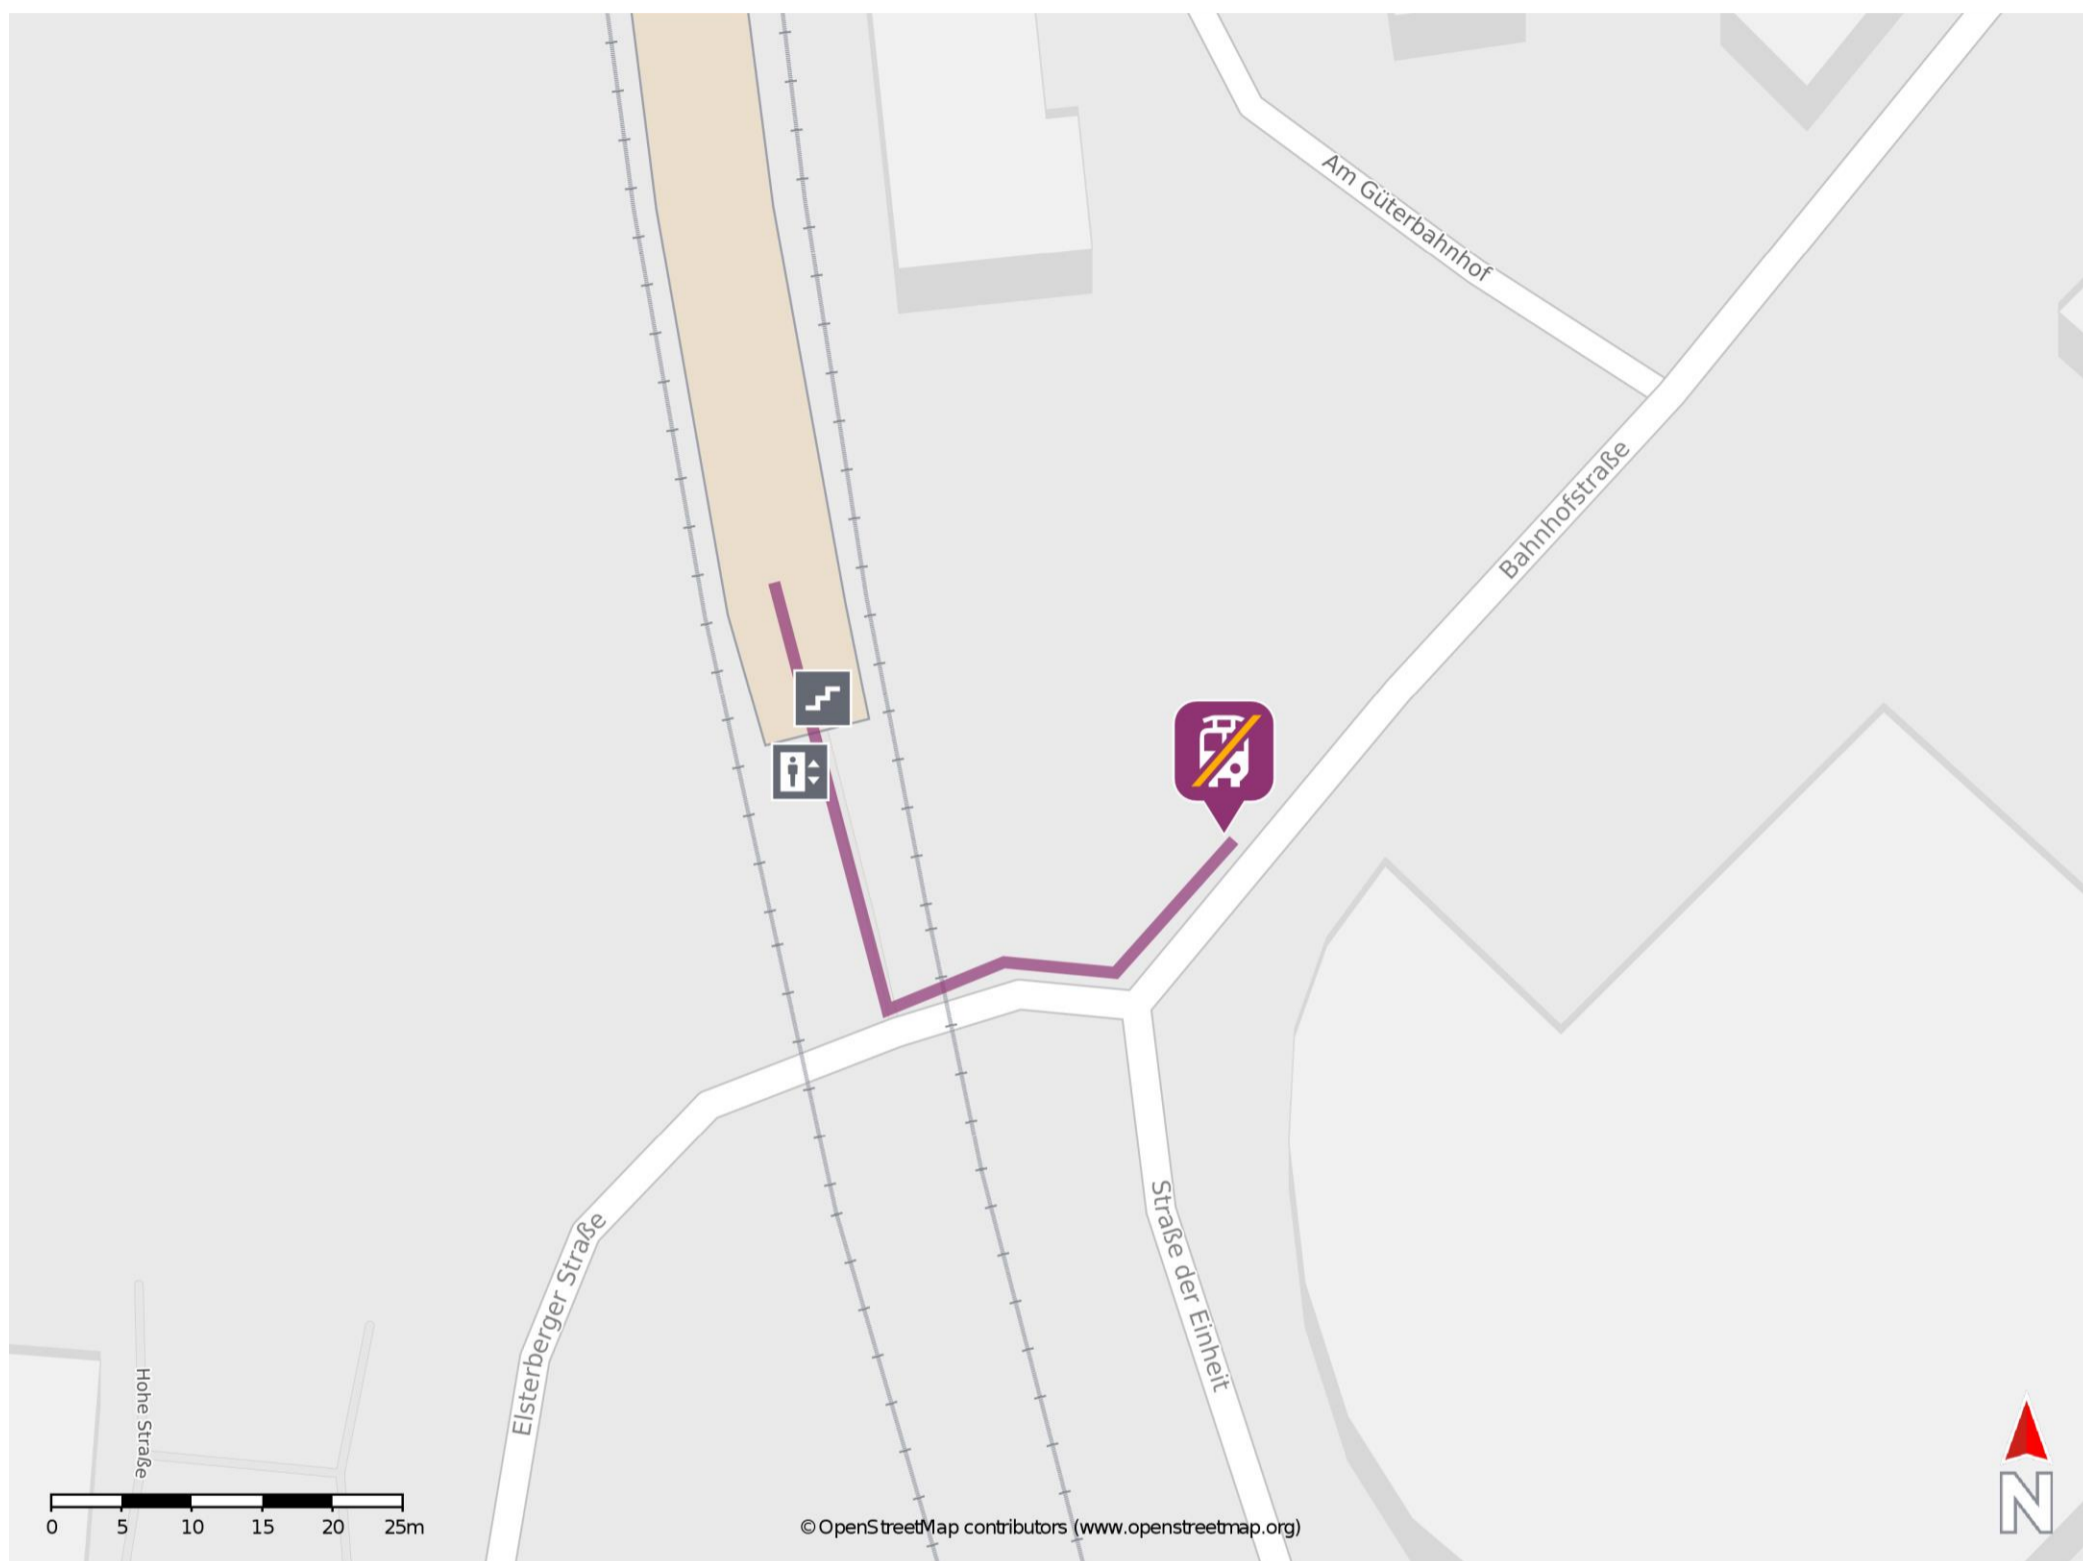 Am Güterbahnhof
Bahnhofstraße
Straße der Einheit
Elsterberger Straße
Hohe Straße
0 5 10 15 20 25m
© OpenStreetMap contributors (www.openstreetmap.org)
N